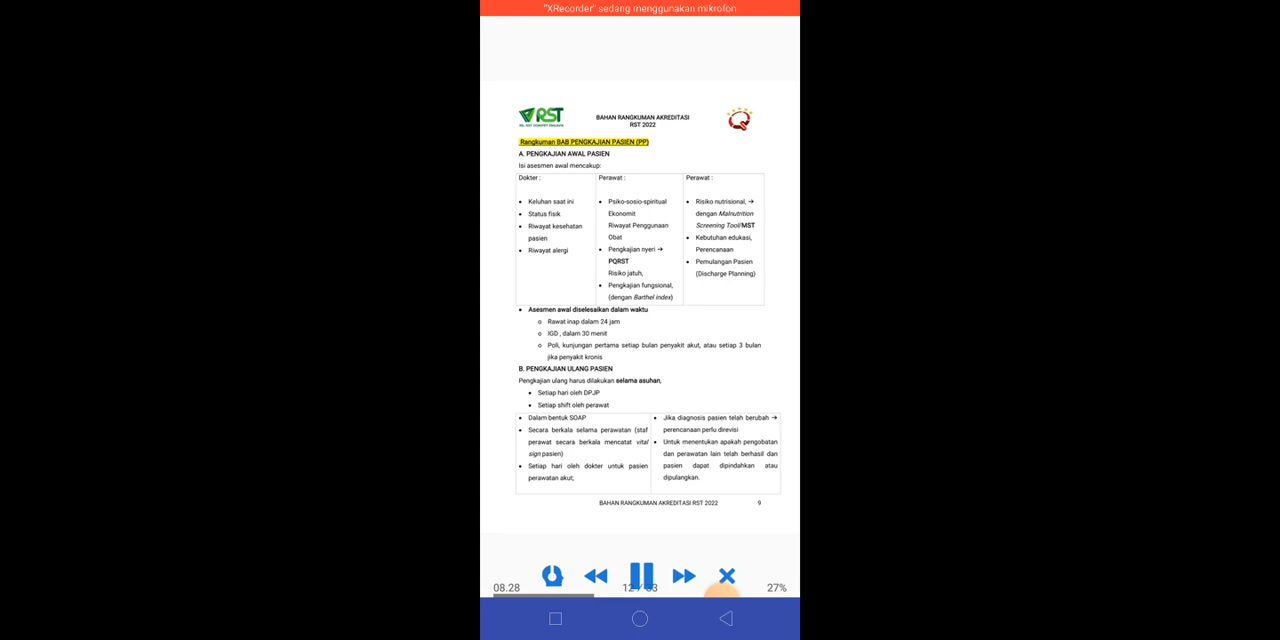 "XRecorder" sedang menggunakan mikrofon
RST
BAHAN RANGKUMAN AKREDITASI
RST 2022
Rangkuman BAB PENGKAJIAN PASIEN (PP)
A. PENGKAJIAN AWAL PASIEN
Isi asesmen awal mencakup:
Dokter :
• Keluhan saat ini
• Status fisik
• Riwayat kesehatan
pasien
• Riwayat alergi
Perawat :
• Psiko-sosio-spiritual
Ekonomit
Riwayat Penggunaan
Obat
• Pengkajian nyeri →
PQRST
Risiko jatuh,
• Pengkajian fungsional,
(dengan Barthel index)
Perawat :
• Risiko nutrisional, →
dengan Malnutrition
Screening Tool/MST
• Kebutuhan edukasi,
Perencanaan
• Pemulangan Pasien
(Discharge Planning)
• Asesmen awal diselesaikan dalam waktu
o Rawat inap dalam 24 jam
o IGD , dalam 30 menit
o Poli, kunjungan pertama setiap bulan penyakit akut, atau setiap 3 bulan
jika penyakit kronis
B. PENGKAJIAN ULANG PASIEN
Pengkajian ulang harus dilakukan selama asuhan,
• Setiap hari oleh DPJP
• Setiap shift oleh perawat
• Dalam bentuk SOAP
• Secara berkala selama perawatan (staf
perawat secara berkala mencatat vital
sign pasien)
• Setiap hari oleh dokter untuk pasien
perawatan akut;
• Jika diagnosis pasien telah berubah →
perencanaan perlu direvisi
• Untuk menentukan apakah pengobatan
dan perawatan lain telah berhasil dan
pasien dapat dipindahkan atau
dipulangkan.
BAHAN RANGKUMAN AKREDITASI RST 2022 9
08.28 12 / 33 27%